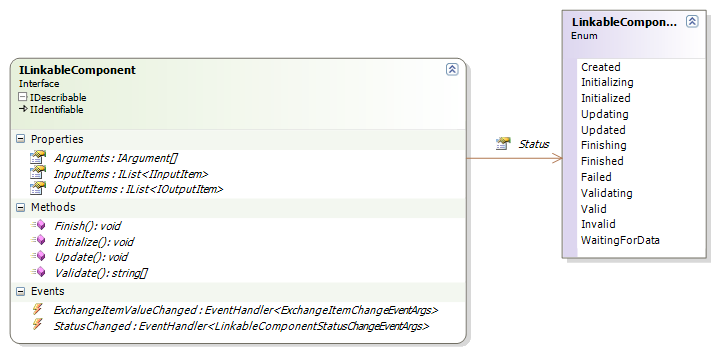 ILinkableComponent
Interface
IDescribable
IIdentifiable
Properties
Arguments : IArgument[]
InputItems : IList<IInputItem>
OutputItems : IList<IOutputItem>
Methods
Finish() : void
Initialize() : void
Update() : void
Validate() : string[]
Events
ExchangeItemValueChanged : EventHandler<ExchangeItemChangeEventArgs>
StatusChanged : EventHandler<LinkableComponentStatusChangeEventArgs>
Status
LinkableCompon...
Enum
Created
Initializing
Initialized
Updating
Updated
Finishing
Finished
Failed
Validating
Valid
Invalid
WaitingForData